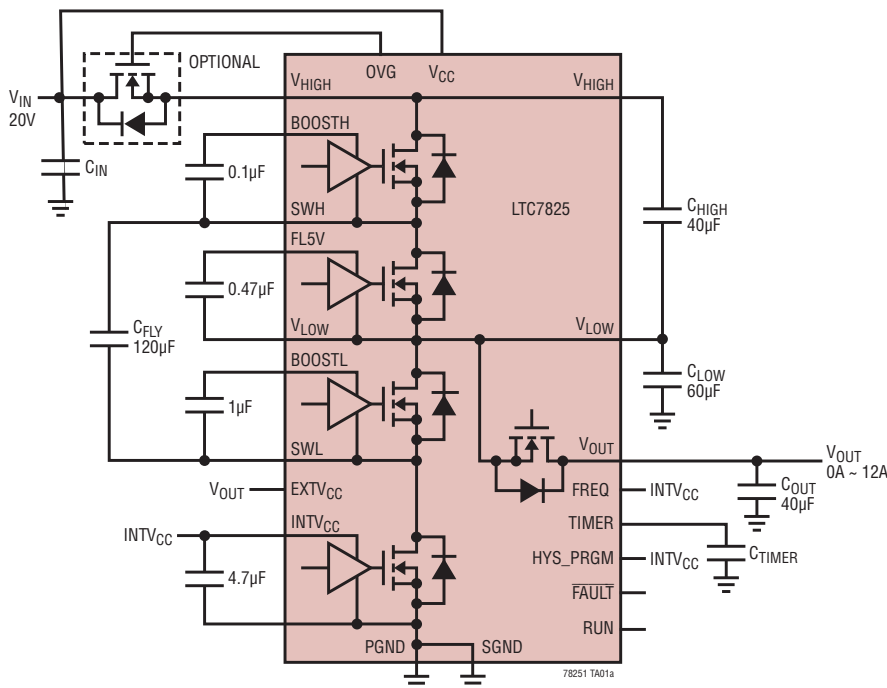 OPTIONAL
OVG
VCC
VHIGH
VHIGH
VIN
20V
BOOSTH
CIN
0.1µF
SWH
LTC7825
CHIGH
40µF
FL5V
0.47µF
CFLY
120µF
VLOW
VLOW
BOOSTL
CLOW
60µF
1µF
SWL
VOUT
VOUT
0A ~ 12A
VOUT
EXTVCC
FREQ
INTVCC
COUT
40µF
INTVCC
INTVCC
TIMER
4.7µF
HYS_PRGM
INTVCC
CTIMER
FAULT
RUN
PGND
SGND
78251 TA01a